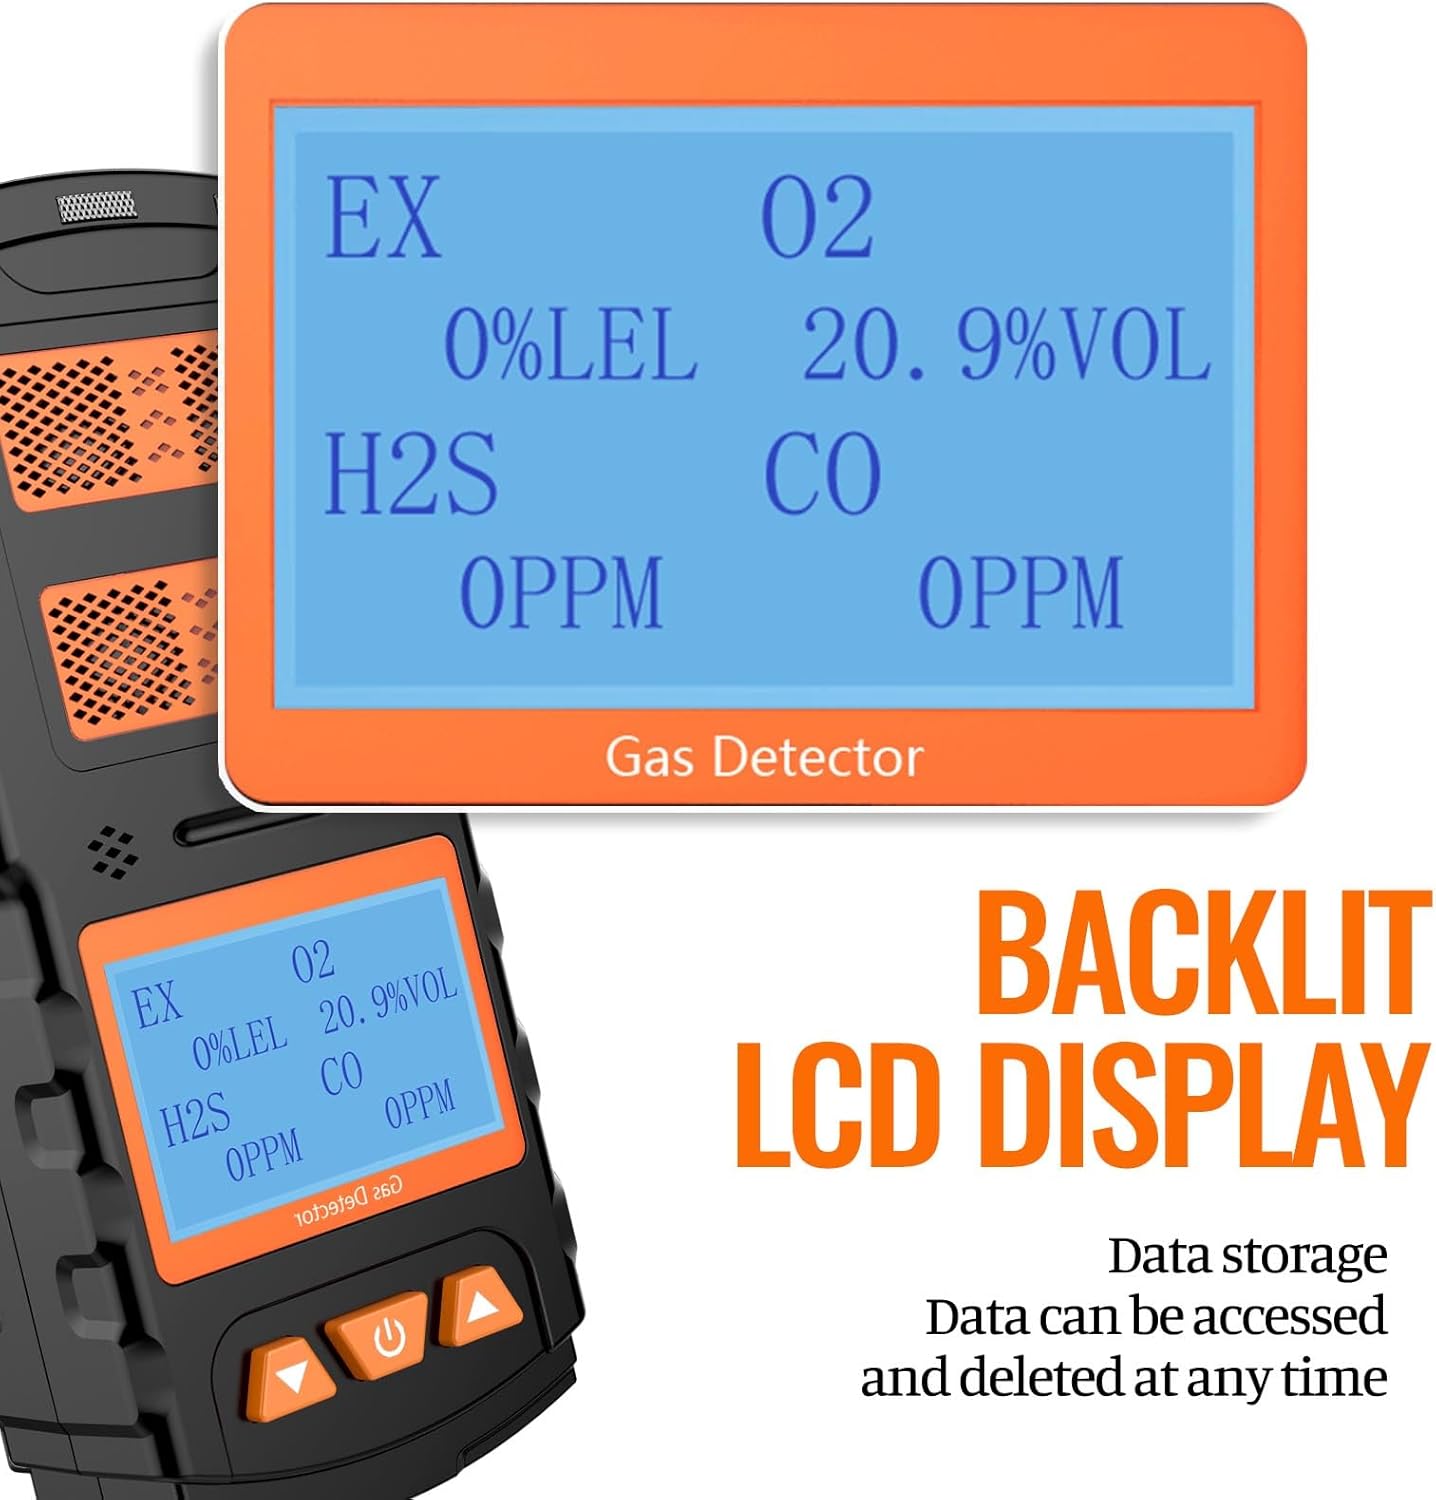 EX O2
0%LEL 20.9%VOL
H2S CO
0PPM 0PPM
Gas Detector
BACKLIT
LCD DISPLAY
Data storage
Data can be accessed
and deleted at any time
EX O2
0%LEL 20.9%VOL
H2S CO
0PPM 0PPM
Gas Detector